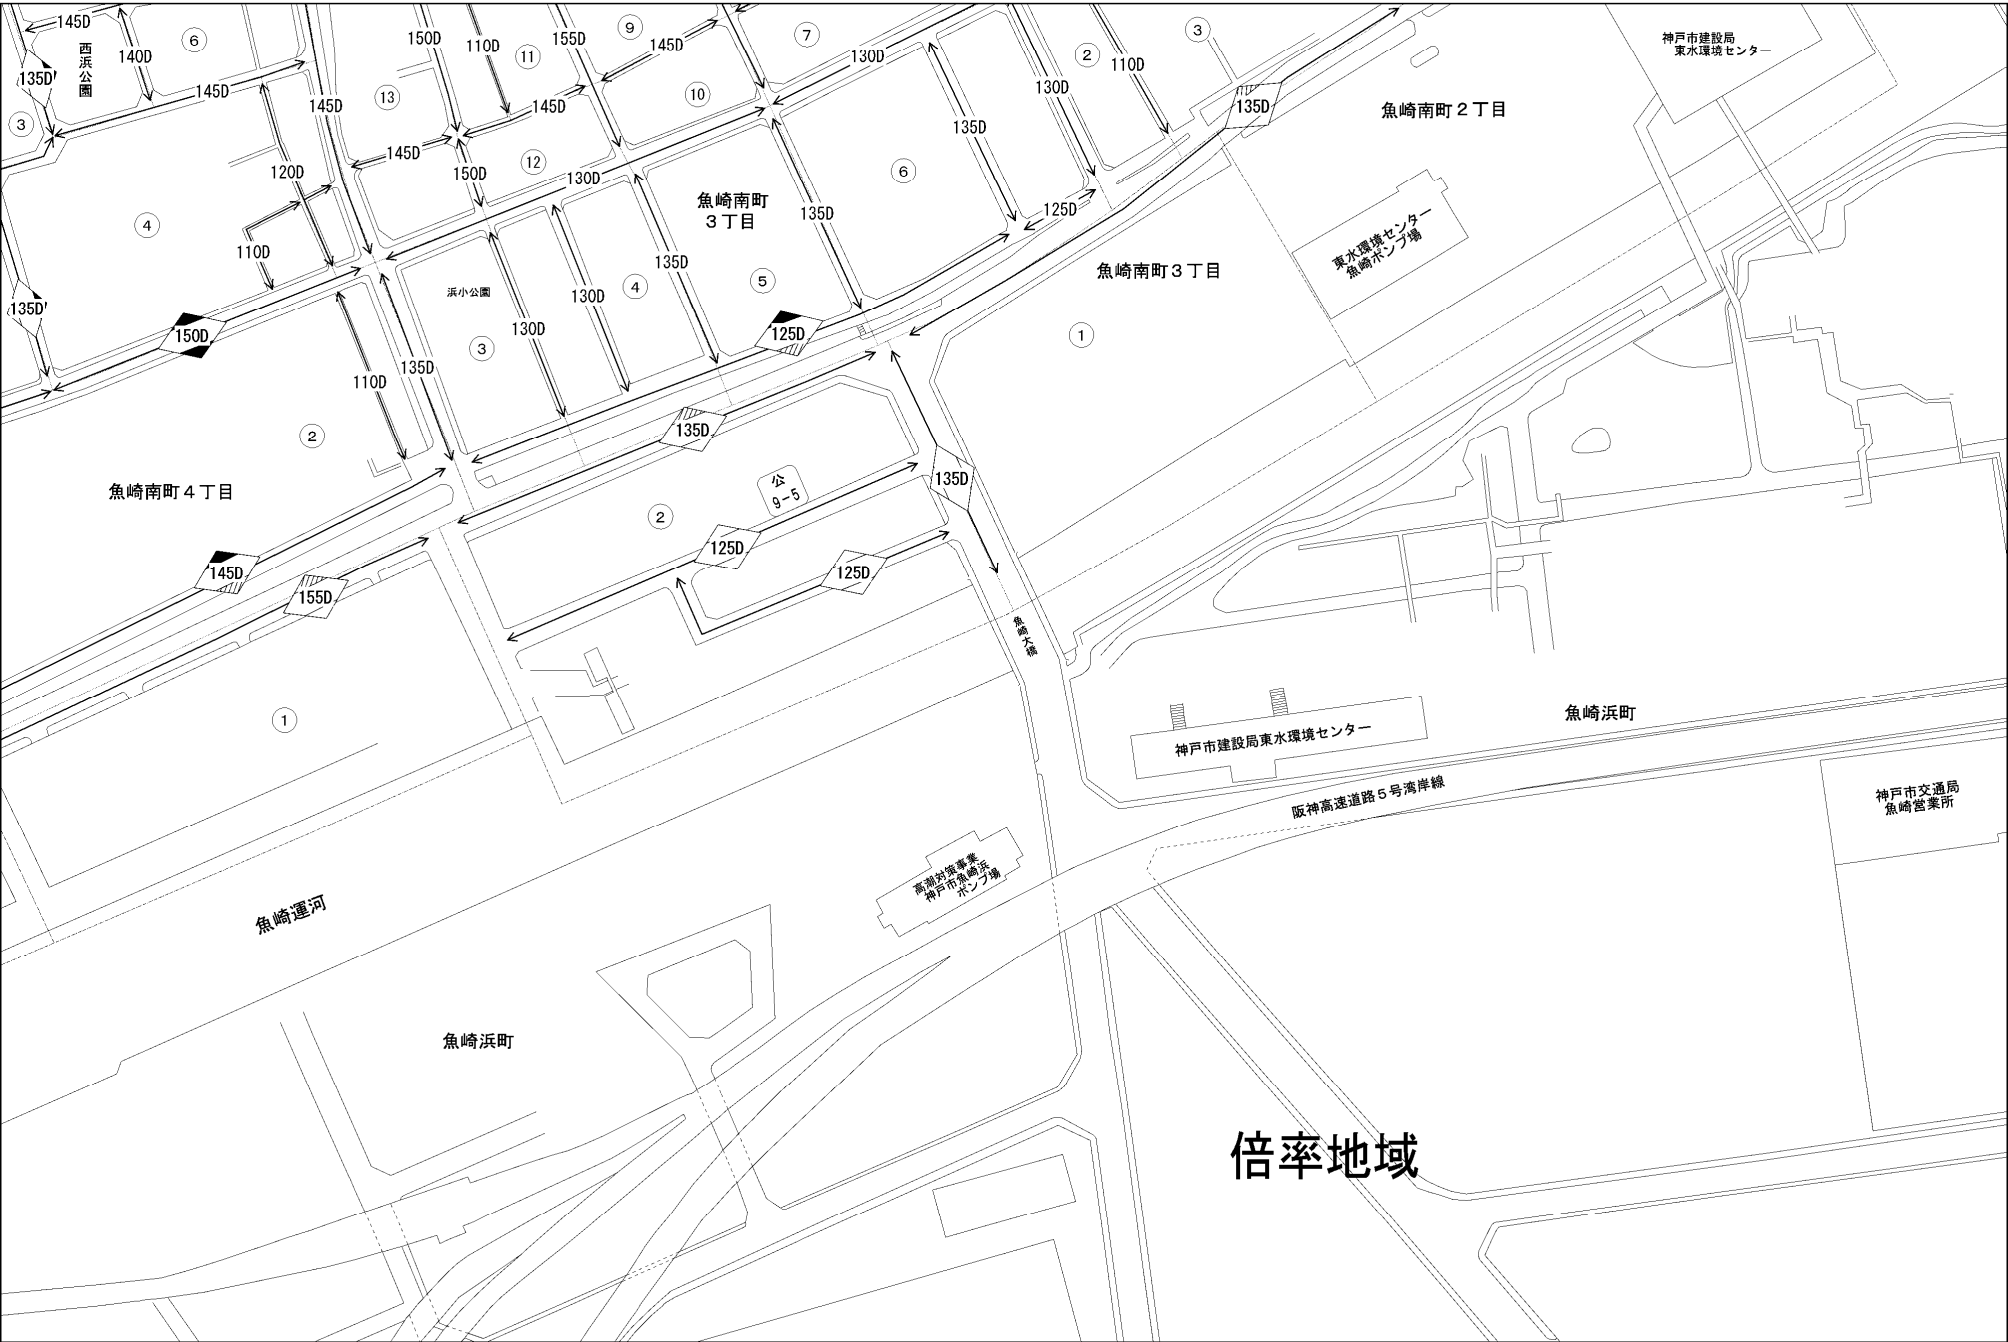 145D
西浜公園
6
140D
135D
3
145D
145D
4
120D
110D
135D
150D
2
110D
魚崎南町４丁目
145D
155D
1
150D
110D
13
11
155D
9
145D
145D
145D
150D
12
10
7
130D
130D
浜小公園
3
130D
130D
4
135D
135D
魚崎南町
３丁目
5
135D
6
135D
130D
2
110D
3
125D
125D
135D
135D
魚崎南町２丁目
神戸市建設局
東水環境センター
東水環境センター
魚崎ポンプ場
魚崎南町３丁目
1
135D
公
9-5
2
125D
125D
135D
魚崎大橋
神戸市建設局東水環境センター
魚崎浜町
阪神高速道路５号湾岸線
神戸市交通局
魚崎営業所
高潮対策事業
神戸市魚崎浜
ポンプ場
魚崎運河
魚崎浜町
倍率地域